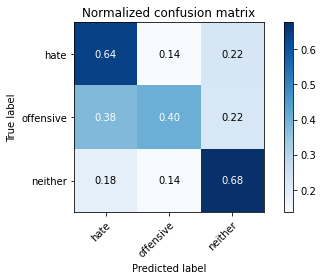 Normalized confusion matrix
True label
hate
0.64 0.14 0.22
offensive
0.38 0.40 0.22
neither
0.18 0.14 0.68
hate offensive neither
Predicted label
0.6
0.5
0.4
0.3
0.2